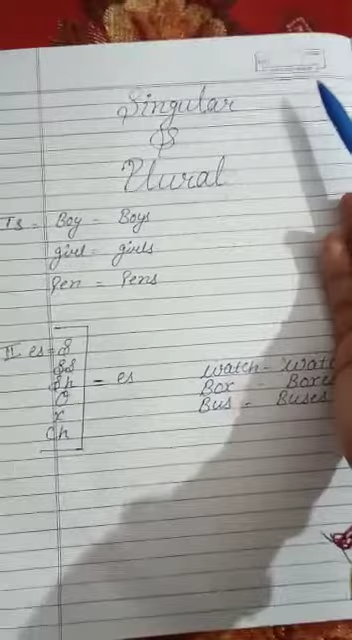 Singular
&
Plural
I s = Boy - Boys
girl = girls
Pen = Pens
II es = s
ss
sh = es
o
x
ch
Watch - Wat
Box - Boxes
Bus - Buses